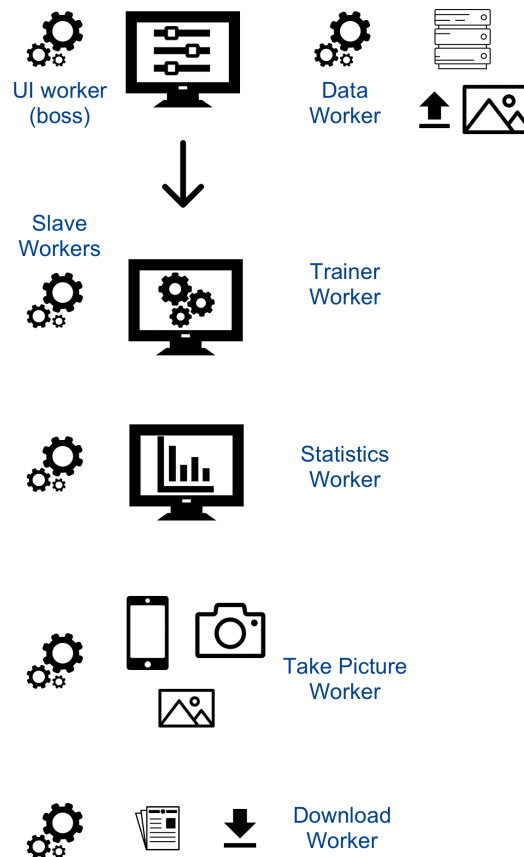 UI worker
(boss)
Data
Worker
Slave
Workers
Trainer
Worker
Statistics
Worker
Take Picture
Worker
Download
Worker